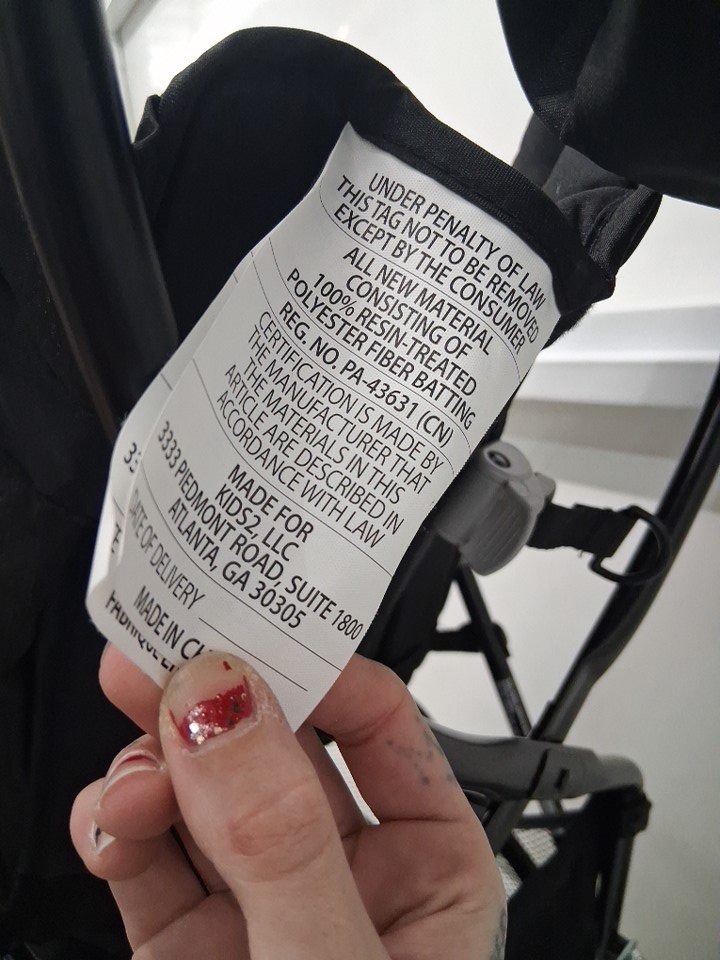 UNDER PENALTY OF LAW
THIS TAG NOT TO BE REMOVED
EXCEPT BY THE CONSUMER
ALL NEW MATERIAL
CONSISTING OF
100% RESIN-TREATED
POLYESTER FIBER BATTING
REG. NO. PA-43631 (CN)
CERTIFICATION IS MADE BY
THE MANUFACTURER THAT
THE MATERIALS IN THIS
ARTICLE ARE DESCRIBED IN
ACCORDANCE WITH LAW
MADE FOR
KIDS2, LLC
3333 PIEDMONT ROAD, SUITE 1800
ATLANTA, GA 30305
DATE OF DELIVERY
MADE IN